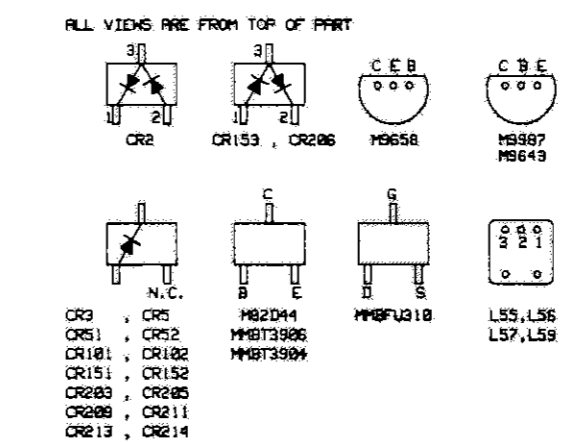 ALL VIEWS ARE FROM TOP OF PART
3 3 C E B C B E
1 2 1 2
CR2 CR153 , CR206 M9658 M9987
M9643
C G
3 2 1
N.C. B E D S
CR3 , CR5 M82D44 MMBFU310 L55,L56
CR51 , CR52 MMBT3906 L57,L59
CR101 , CR102 MMBT3904
CR151 , CR152
CR203 , CR205
CR209 , CR211
CR213 , CR214